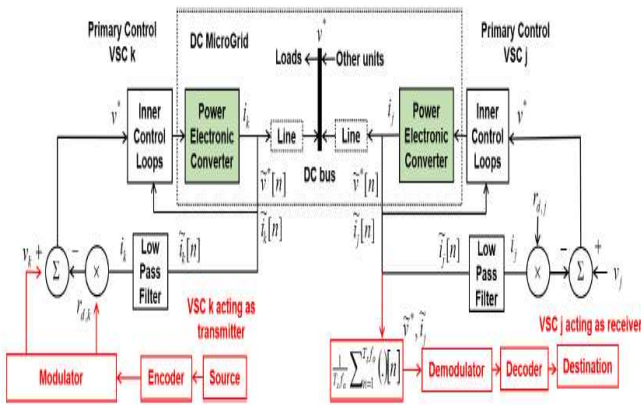 Primary Control
VSC k
DC MicroGrid
v*
Primary Control
VSC j
Loads
Other units
v*
Inner
Control
Loops
Power
Electronic
Converter
i_k
Line
Line
i_j
Power
Electronic
Converter
Inner
Control
Loops
v*
DC bus
ṽ*[n]
ĩ_k[n]
ṽ*[n]
ĩ_j[n]
r_{d,j}
v_k
+
Σ
−
×
i_k
Low
Pass
Filter
ĩ_k[n]
ĩ_j[n]
Low
Pass
Filter
i_j
×
−
Σ
+
v_j
r_{d,k}
VSC k acting as
transmitter
ṽ*, ĩ_j
VSC j acting as receiver
Modulator
Encoder
Source
Demodulator
Decoder
Destination